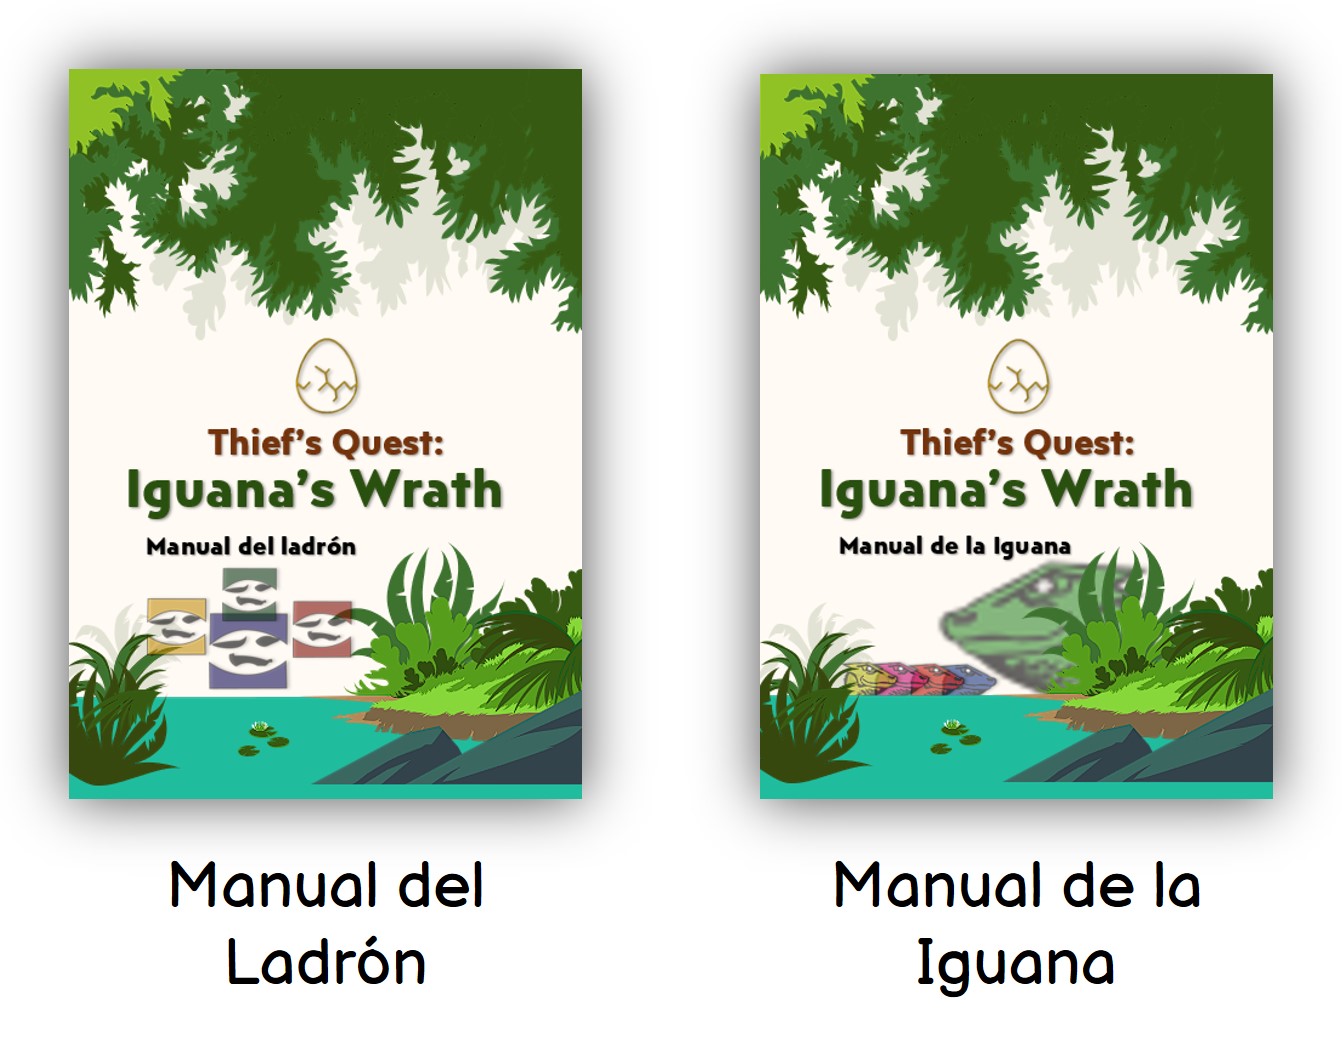 Thief's Quest:
Iguana's Wrath
Manual del ladrón
Manual del
Ladrón
Thief's Quest:
Iguana's Wrath
Manual de la Iguana
Manual de la
Iguana